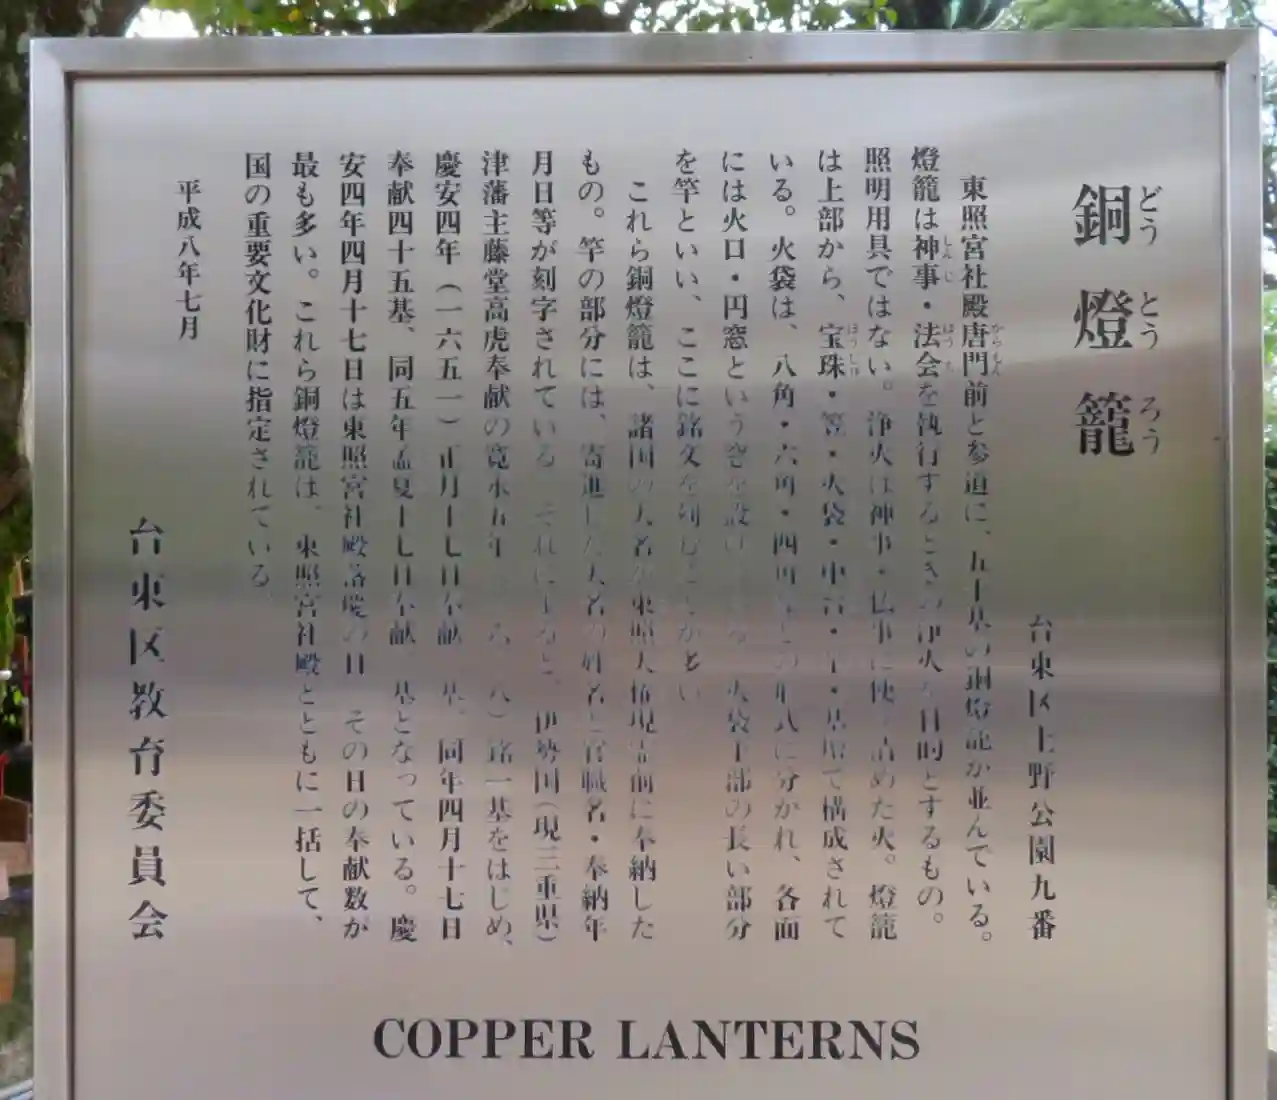 銅燈籠
どうとうろう
台東区上野公園九番
東照宮社殿唐門前と参道に、五十基の銅燈籠が並んでいる。
からもん
燈籠は神事・法会を執行するときの浄火を目的とするもの。
しんじ ほうえ
照明用具ではない。浄火は神事・仏事に使う清めた火。燈籠
は上部から、宝珠・笠・火袋・中台・竿・基壇で構成されて
ほうしゅ
いる。火袋は、八角・六角・四角などの形式に分かれ、各面
には火口・円窓という窓を設けている。火袋下部の長い部分
を竿といい、ここに銘文を刻むことが多い
これら銅燈籠は、諸国の大名が東照大権現霊前に奉納した
もの。竿の部分には、寄進した大名の姓名と官職名・奉納年
月日等が刻字されている。それによると、伊勢国(現三重県)
津藩主藤堂高虎奉献の寛永五年(一六二八)銘一基をはじめ、
慶安四年(一六五一)正月十七日奉献 基、同年四月十七日
奉献四十五基、同五年孟夏十七日奉献 基となっている。慶
安四年四月十七日は東照宮社殿落慶の日 その日の奉献数が
最も多い。これら銅燈籠は、東照宮社殿とともに一括して、
国の重要文化財に指定されている。
平成八年七月
台東区教育委員会
COPPER LANTERNS